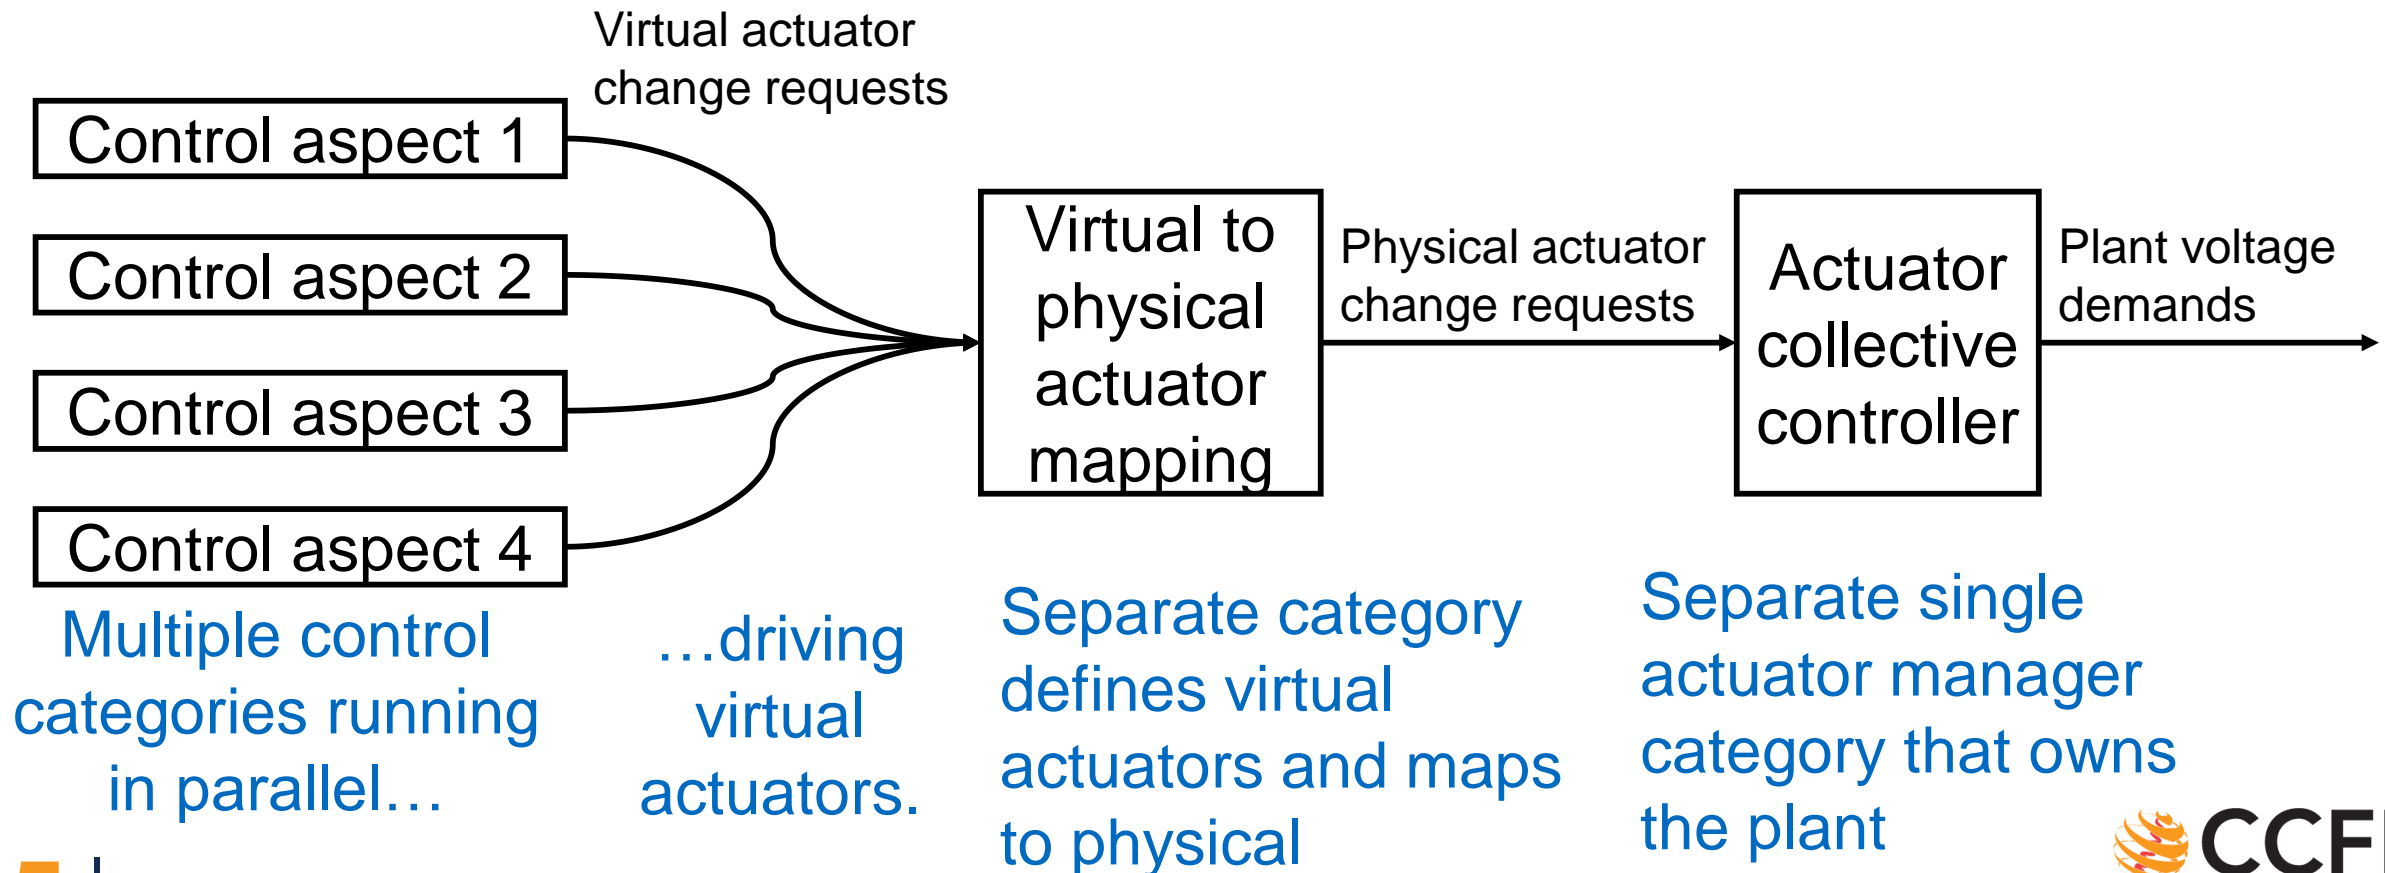 Virtual actuator
change requests
Control aspect 1
Control aspect 2
Control aspect 3
Control aspect 4
Virtual to
physical
actuator
mapping
Physical actuator
change requests
Actuator
collective
controller
Plant voltage
demands
Multiple control
categories running
in parallel…
…driving
virtual
actuators.
Separate category
defines virtual
actuators and maps
to physical
Separate single
actuator manager
category that owns
the plant
CCF